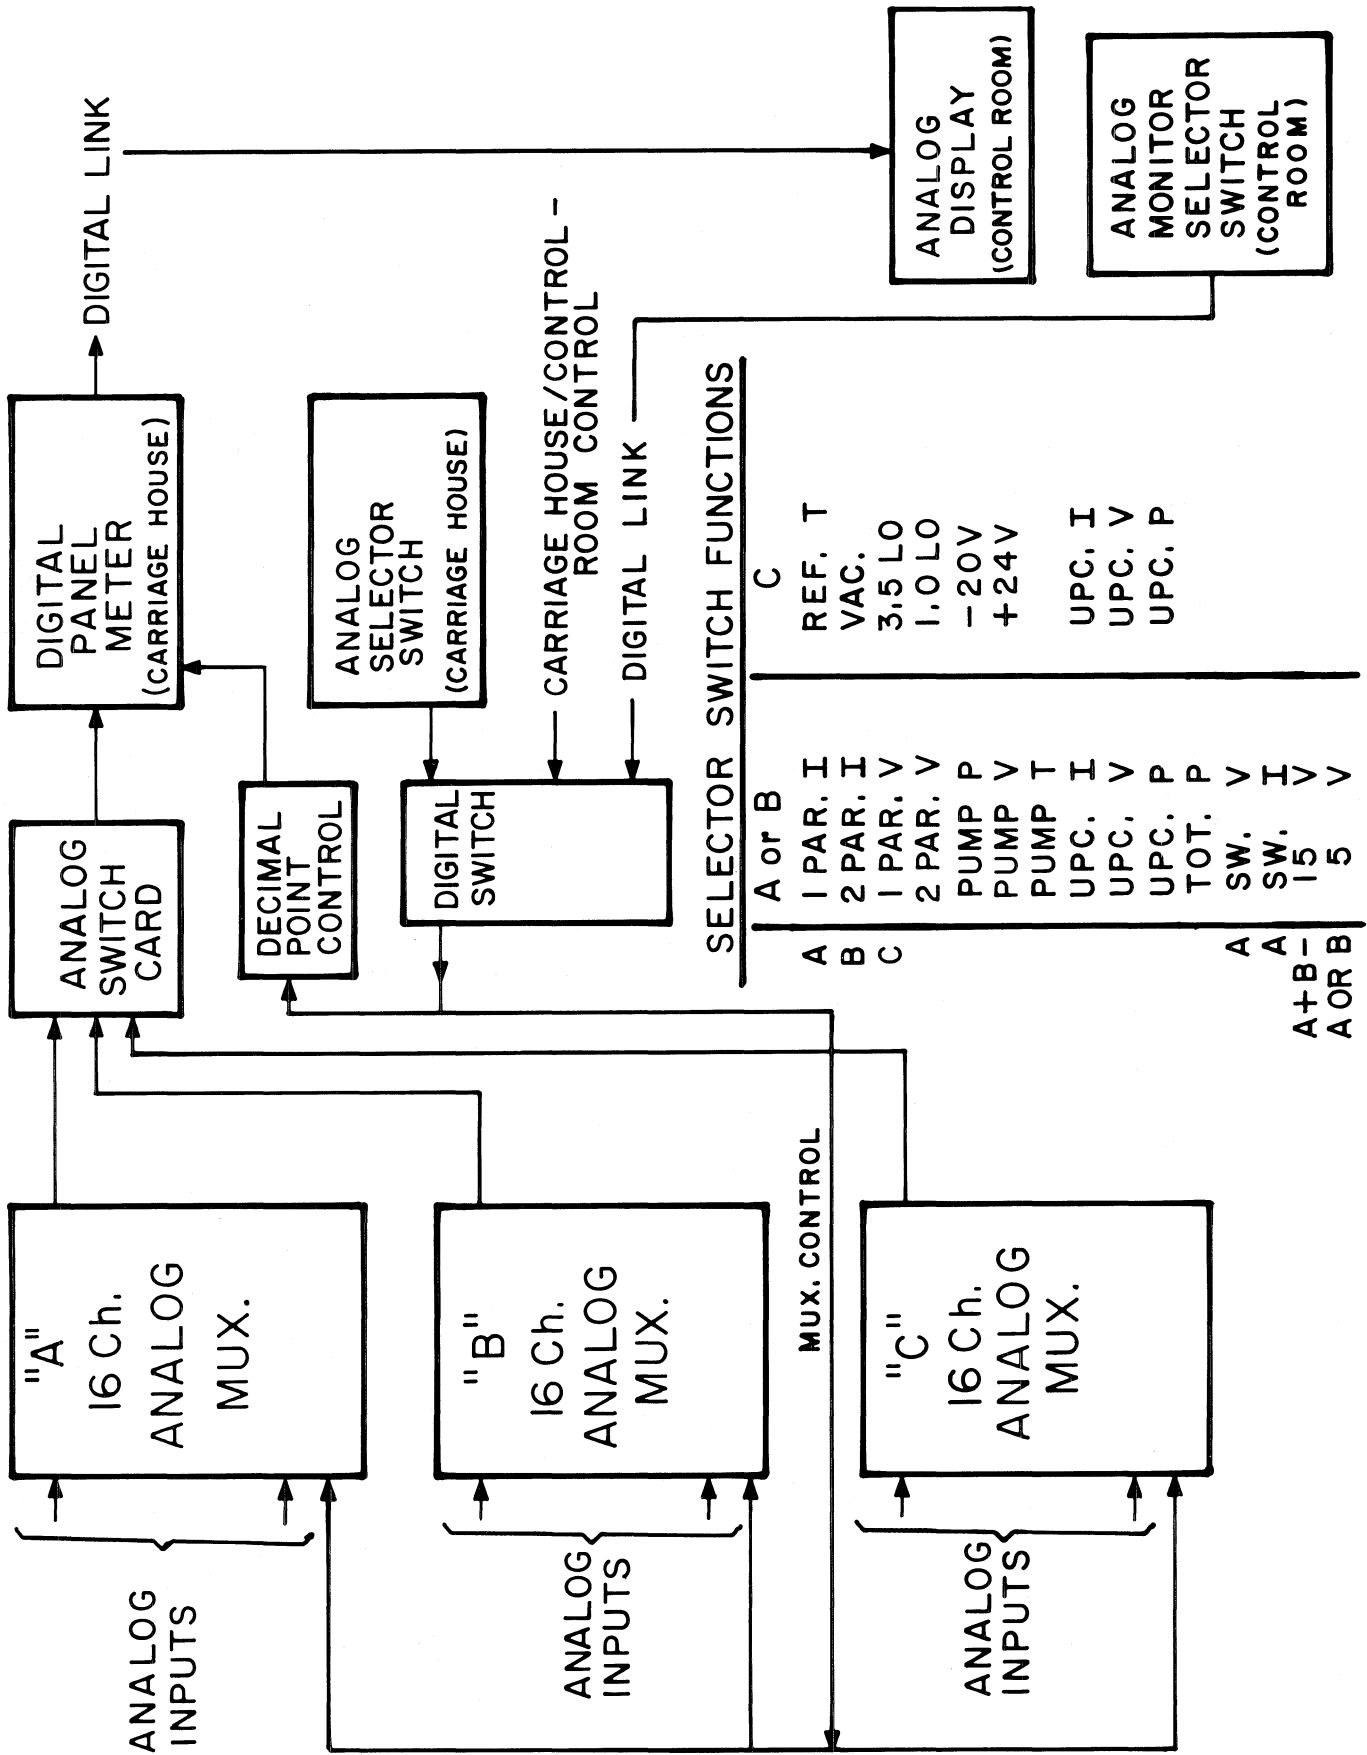 ANALOG
INPUTS
"A"
16 Ch.
ANALOG
MUX.
ANALOG
SWITCH
CARD
DIGITAL
PANEL
METER
(CARRIAGE HOUSE)
DIGITAL LINK
DECIMAL
POINT
CONTROL
ANALOG
SELECTOR
SWITCH
(CARRIAGE HOUSE)
DIGITAL
SWITCH
CARRIAGE HOUSE/CONTROL-
ROOM CONTROL
DIGITAL LINK
ANALOG
INPUTS
"B"
16 Ch.
ANALOG
MUX.
MUX. CONTROL
ANALOG
INPUTS
"C"
16 Ch.
ANALOG
MUX.
ANALOG
DISPLAY
(CONTROL ROOM)
ANALOG
MONITOR
SELECTOR
SWITCH
(CONTROL
ROOM)
SELECTOR SWITCH FUNCTIONS
A or B C
A 1 PAR. I REF. T
B 2 PAR. I VAC.
C 1 PAR. V 3.5 LO
2 PAR. V 1.0 LO
PUMP P -20V
PUMP V +24V
PUMP T
UPC. I UPC. I
UPC. V UPC. V
UPC. P UPC. P
TOT. P
A SW. V
A SW. I
A+B- 15 V
A OR B 5 V